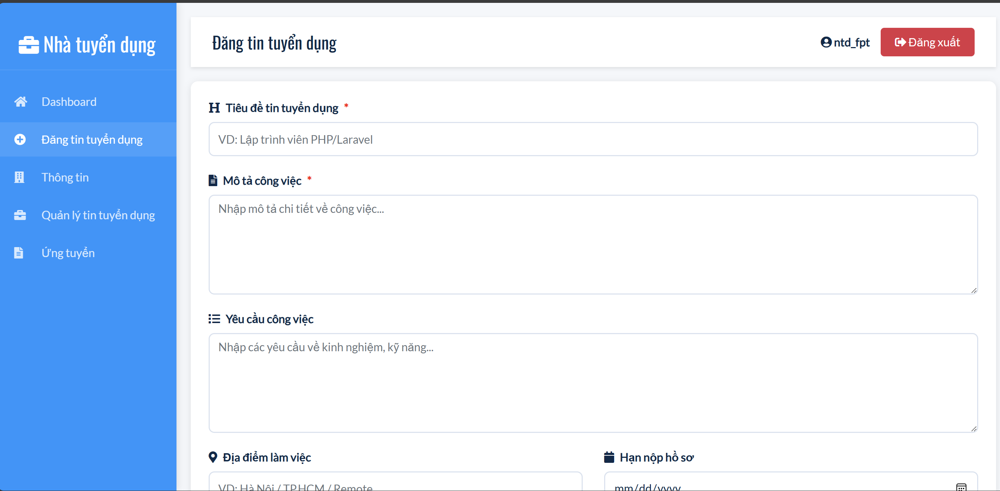 Nhà tuyển dụng
Dashboard
Đăng tin tuyển dụng
Thông tin
Quản lý tin tuyển dụng
Ứng tuyển
Đăng tin tuyển dụng
ntd_fpt
Đăng xuất
Tiêu đề tin tuyển dụng *
VD: Lập trình viên PHP/Laravel
Mô tả công việc *
Nhập mô tả chi tiết về công việc...
Yêu cầu công việc
Nhập các yêu cầu về kinh nghiệm, kỹ năng...
Địa điểm làm việc
Hạn nộp hồ sơ
VD: Hà Nội / TP.HCM / Remote
mm/dd/yyyy